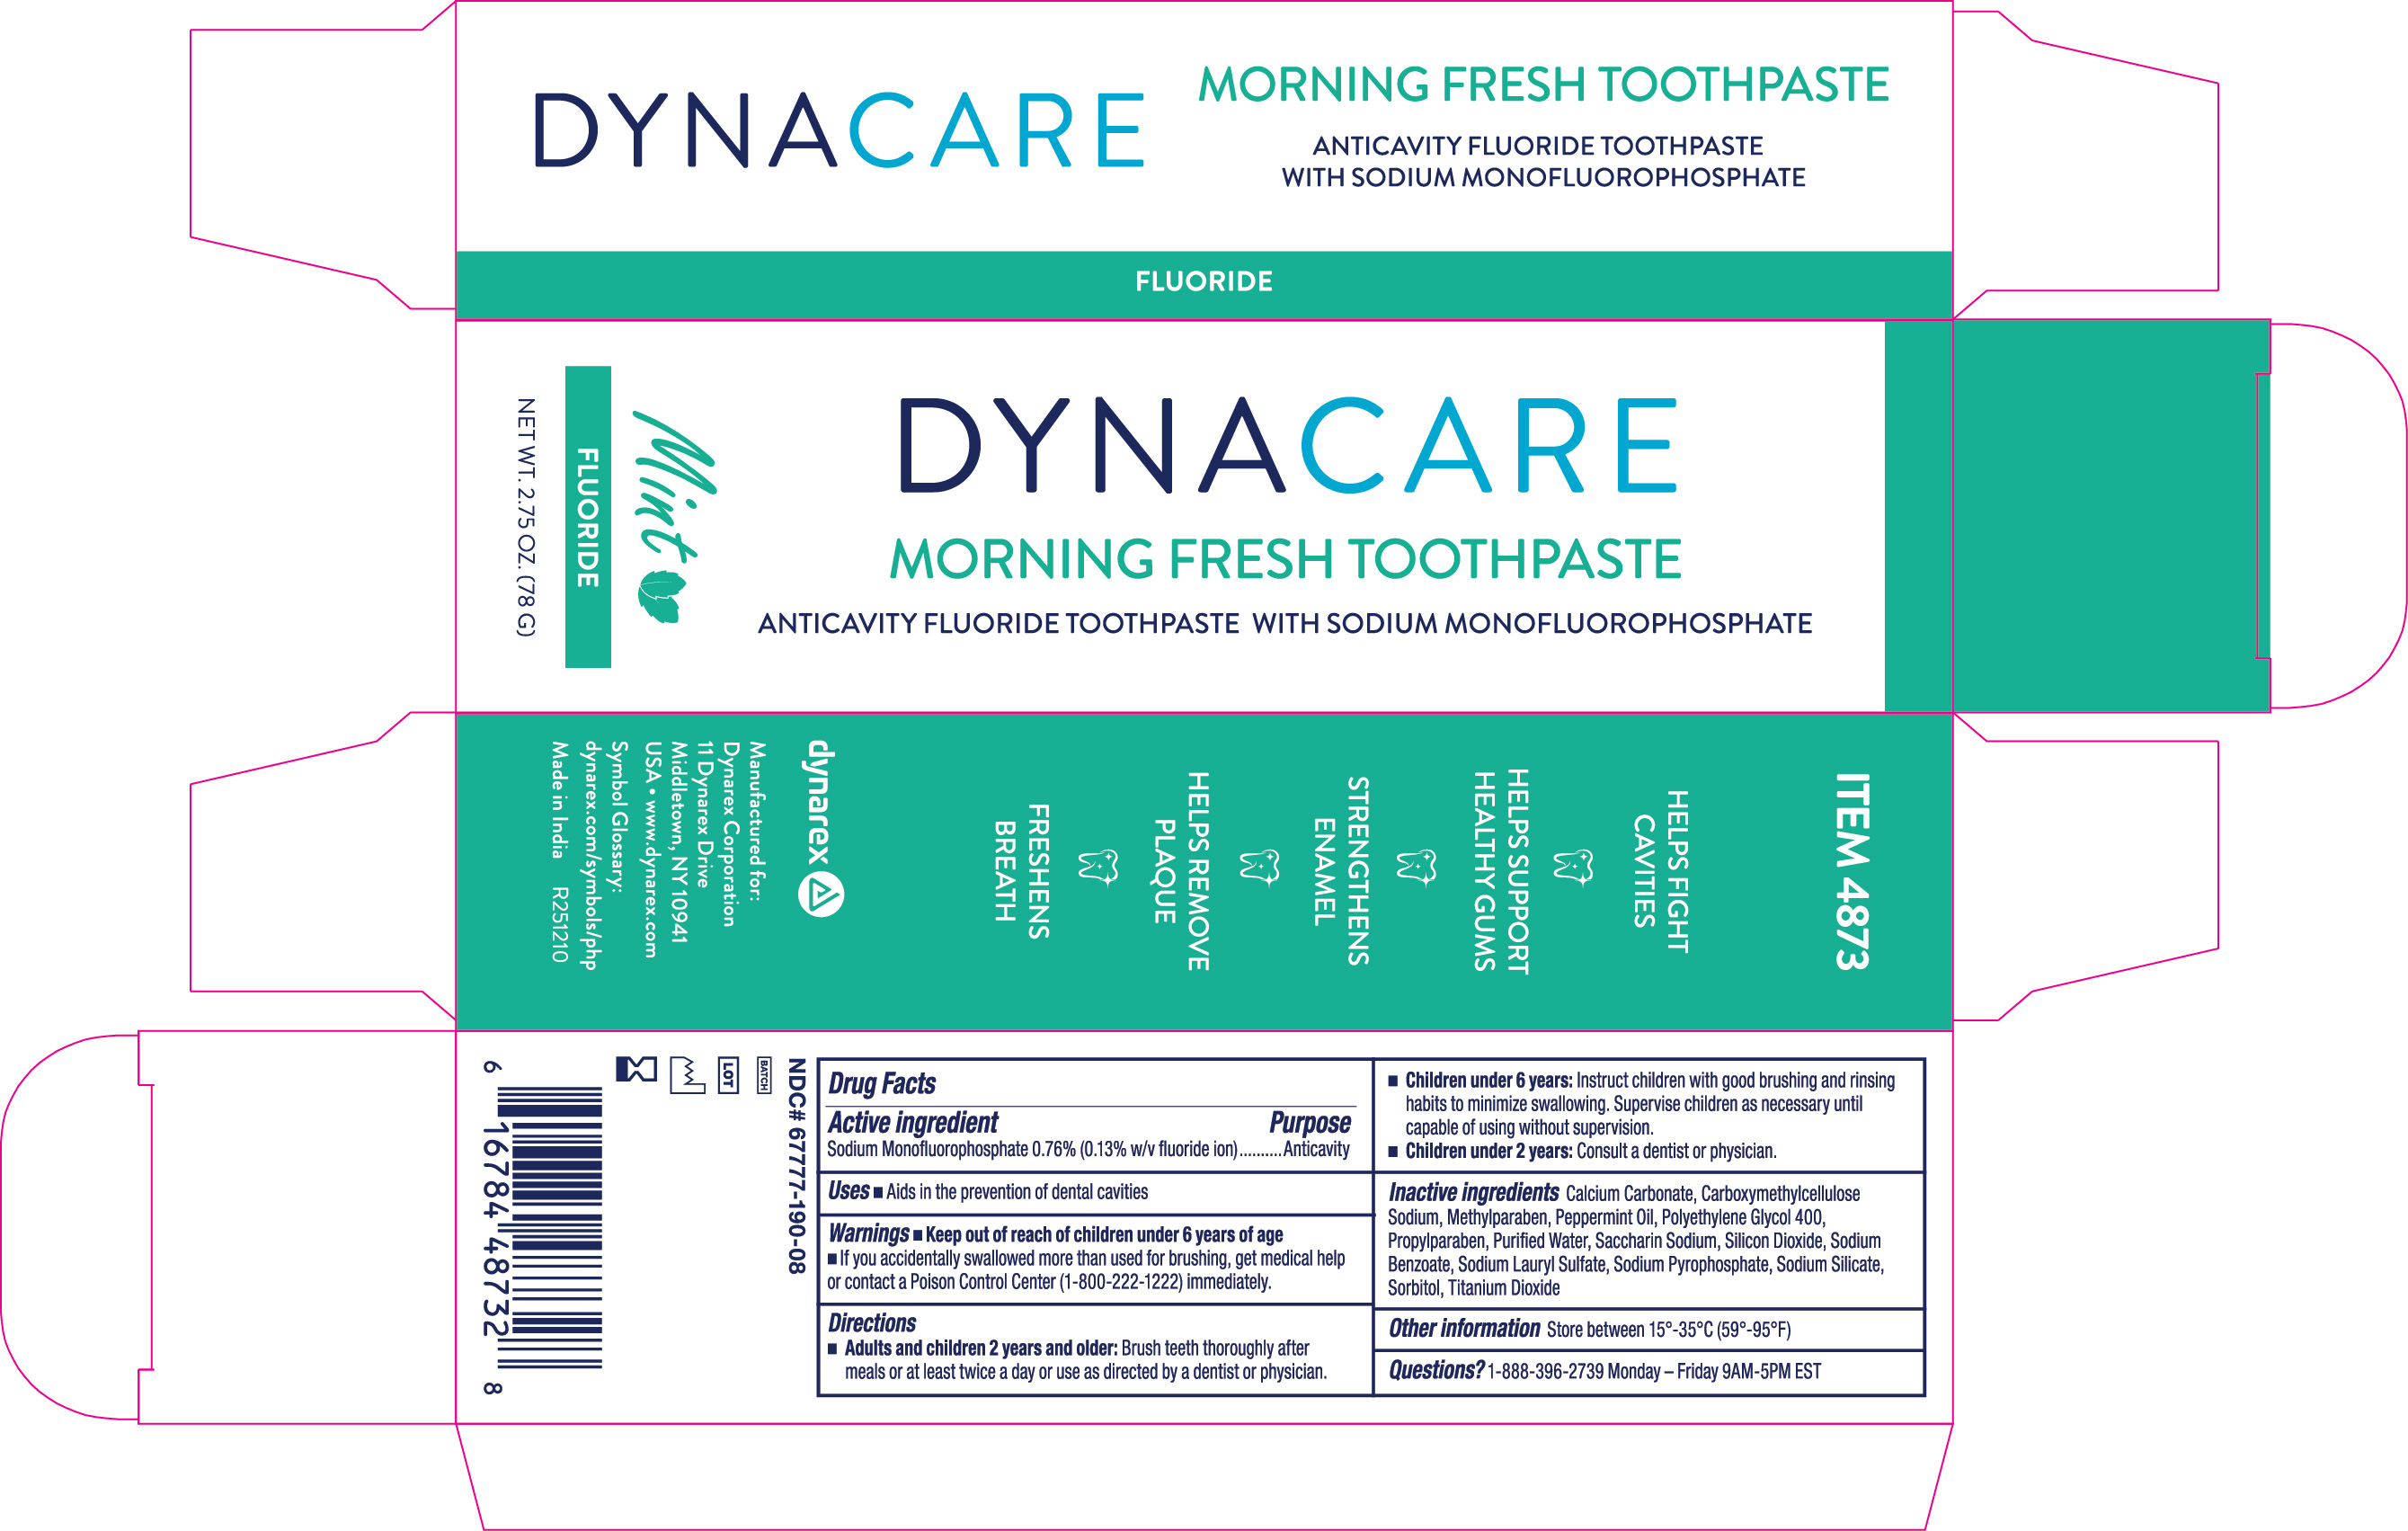 DYNACARE
MORNING FRESH TOOTHPASTE
ANTICAVITY FLUORIDE TOOTHPASTE
WITH SODIUM MONOFLUOROPHOSPHATE
FLUORIDE
DYNACARE
MORNING FRESH TOOTHPASTE
ANTICAVITY FLUORIDE TOOTHPASTE WITH SODIUM MONOFLUOROPHOSPHATE
Mint
FLUORIDE
NET WT. 2.75 OZ. (78 G)
ITEM 4873
HELPS FIGHT
CAVITIES
HELPS SUPPORT
HEALTHY GUMS
STRENGTHENS
ENAMEL
HELPS REMOVE
PLAQUE
FRESHENS
BREATH
dynarex
Manufactured for:
Dynarex Corporation
11 Dynarex Drive
Middletown, NY 10941
USA • www.dynarex.com
Symbol Glossary:
dynarex.com/symbols/php
Made in India R251210
NDC# 67777-190-08
BATCH
LOT
6 16784 48732 8
Drug Facts
Active ingredient Purpose
Sodium Monofluorophosphate 0.76% (0.13% w/v fluoride ion)..........Anticavity
Uses ■ Aids in the prevention of dental cavities
Warnings ■ Keep out of reach of children under 6 years of age
■ If you accidentally swallowed more than used for brushing, get medical help
or contact a Poison Control Center (1-800-222-1222) immediately.
Directions
■ Adults and children 2 years and older: Brush teeth thoroughly after
meals or at least twice a day or use as directed by a dentist or physician.
■ Children under 6 years: Instruct children with good brushing and rinsing
habits to minimize swallowing. Supervise children as necessary until
capable of using without supervision.
■ Children under 2 years: Consult a dentist or physician.
Inactive ingredients Calcium Carbonate, Carboxymethylcellulose
Sodium, Methylparaben, Peppermint Oil, Polyethylene Glycol 400,
Propylparaben, Purified Water, Saccharin Sodium, Silicon Dioxide, Sodium
Benzoate, Sodium Lauryl Sulfate, Sodium Pyrophosphate, Sodium Silicate,
Sorbitol, Titanium Dioxide
Other information Store between 15°-35°C (59°-95°F)
Questions? 1-888-396-2739 Monday – Friday 9AM-5PM EST